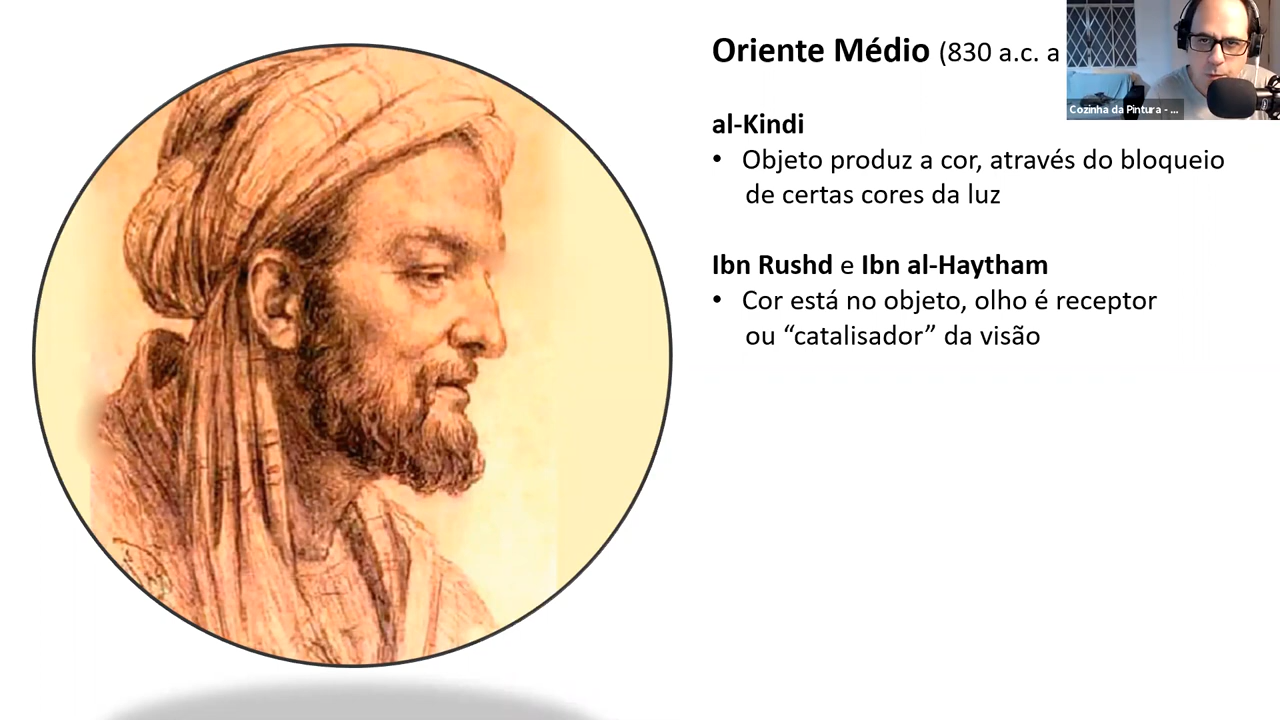 Oriente Médio (830 a.c. a
Cozinha da Pintura - ...
al-Kindi
• Objeto produz a cor, através do bloqueio
de certas cores da luz
Ibn Rushd e Ibn al-Haytham
• Cor está no objeto, olho é receptor
ou “catalisador” da visão